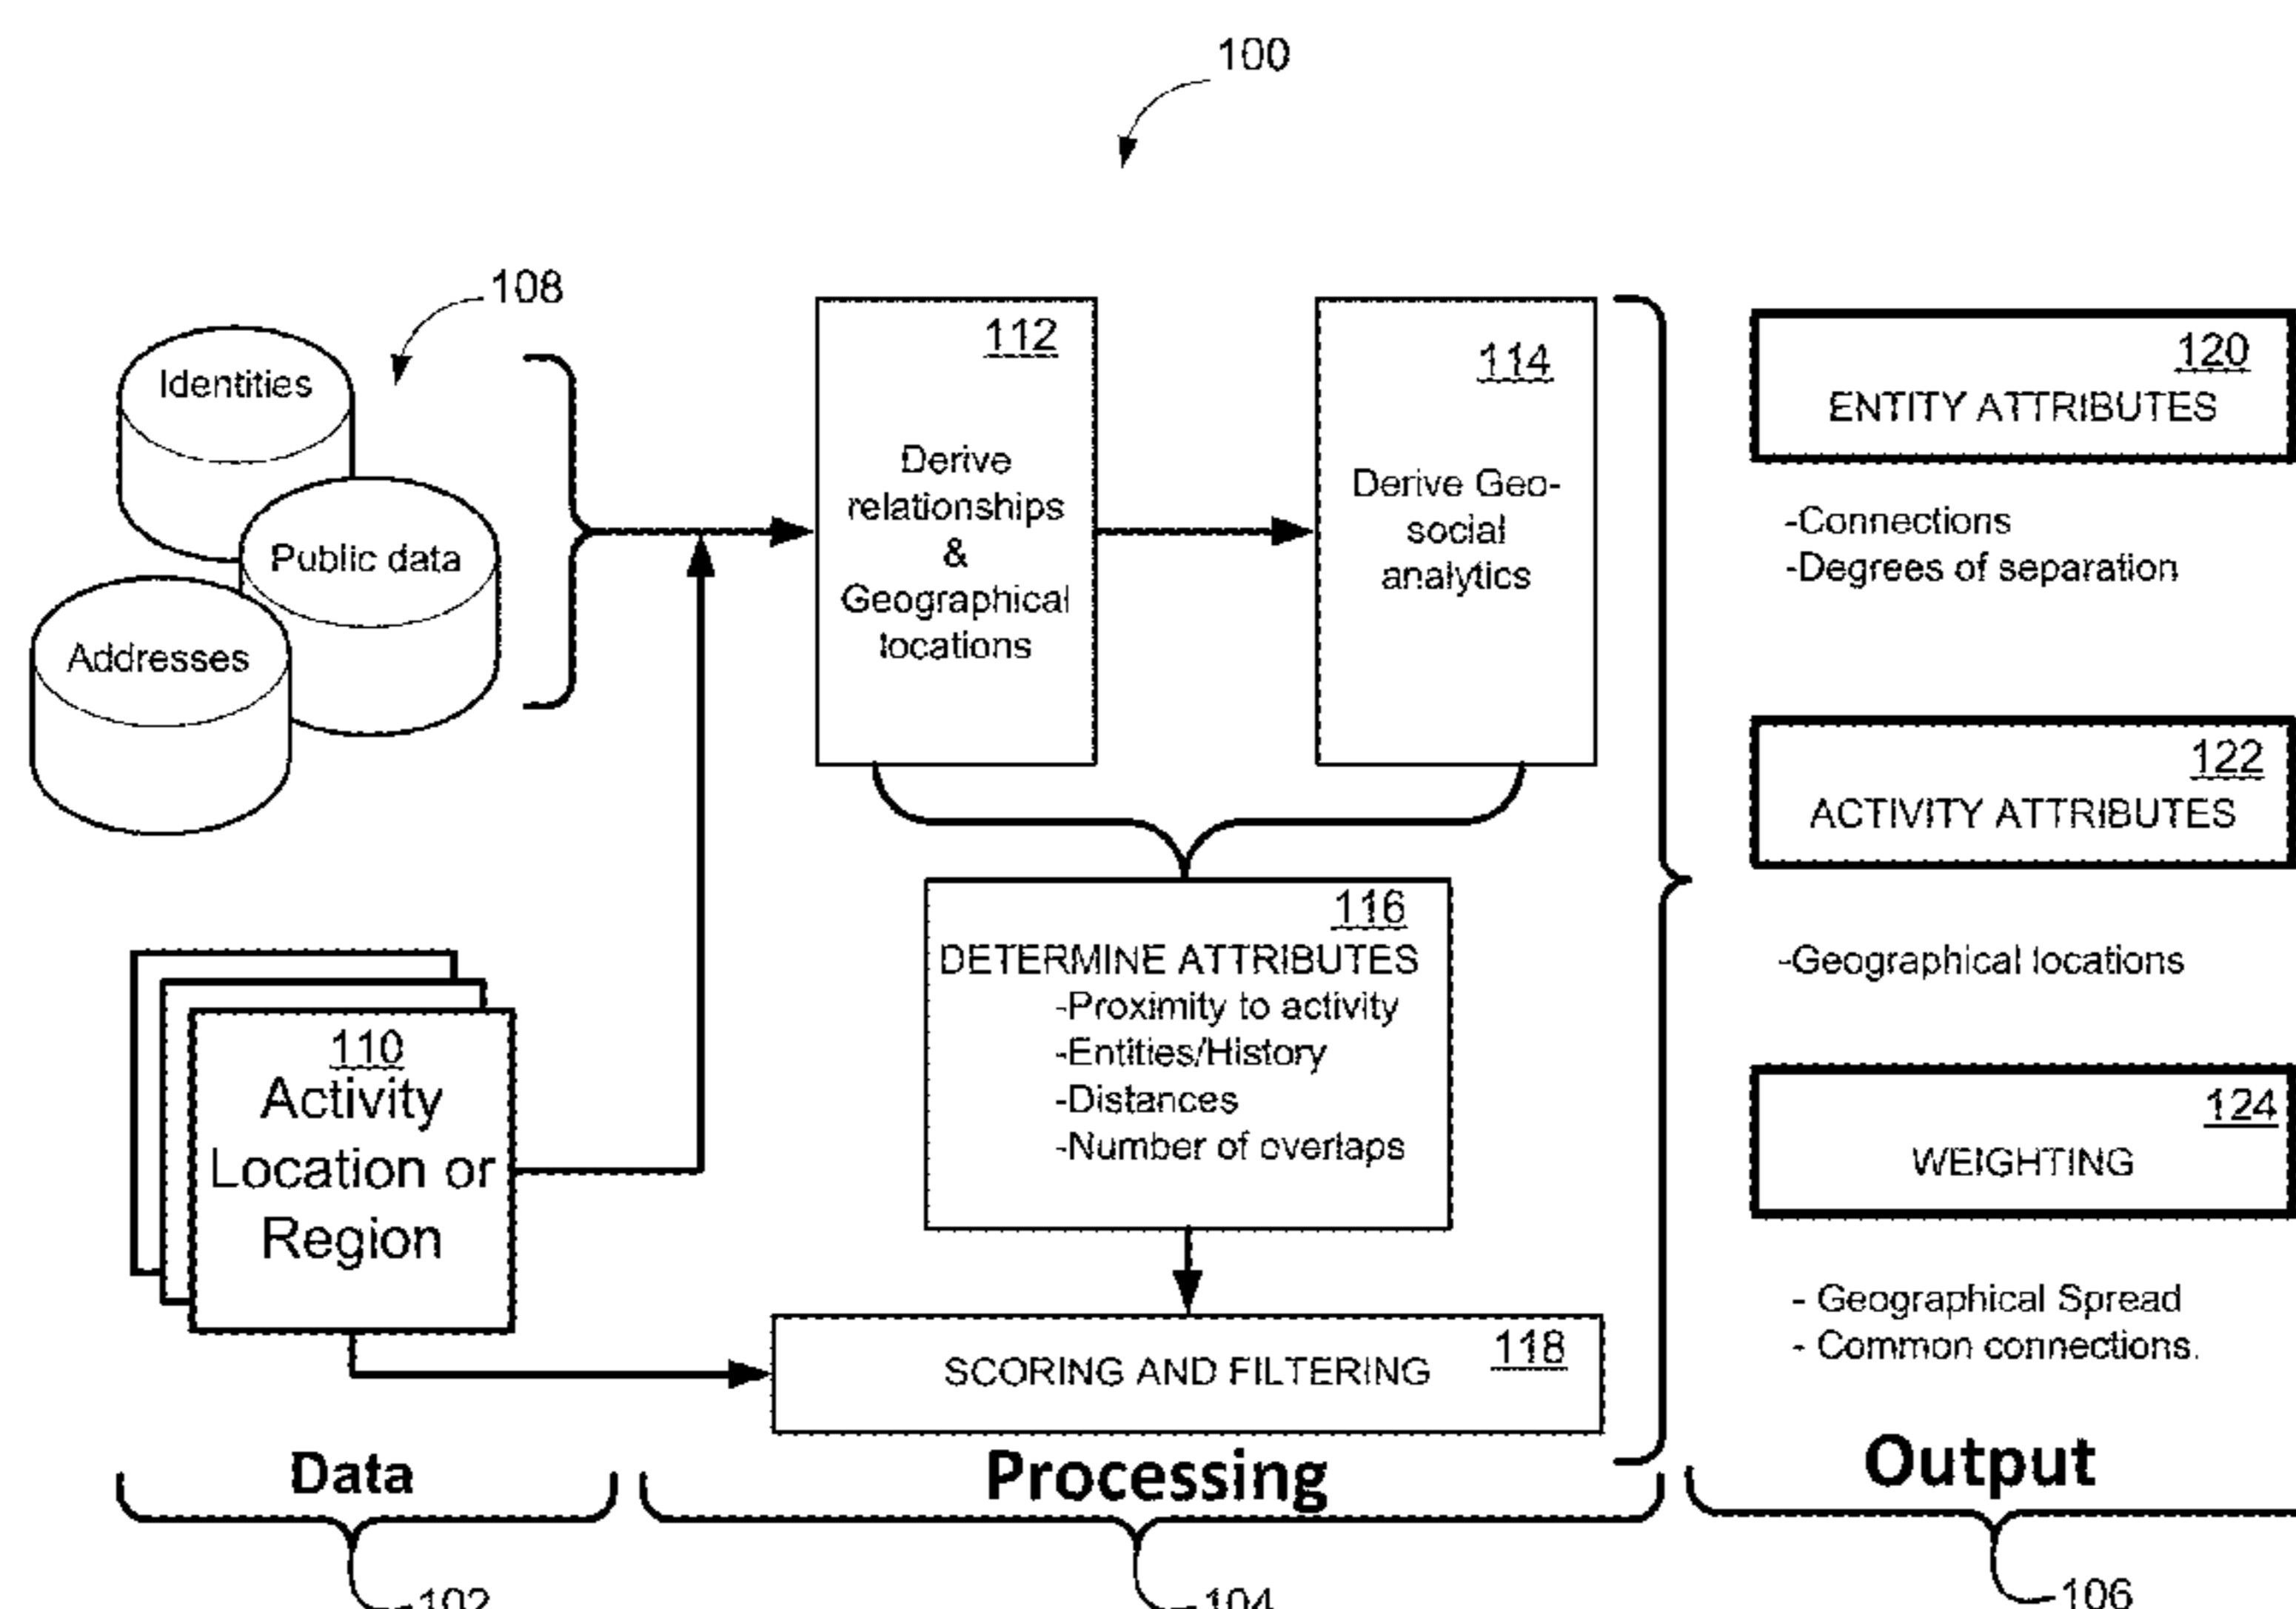 100
108
Identities
Public data
Addresses
112
Derive
relationships
&
Geographical
locations
114
Derive Geo-
social
analytics
120
ENTITY ATTRIBUTES
-Connections
-Degrees of separation
122
ACTIVITY ATTRIBUTES
-Geographical locations
116
DETERMINE ATTRIBUTES
-Proximity to activity
-Entities/History
-Distances
-Number of overlaps
110
Activity
Location or
Region
124
WEIGHTING
- Geographical Spread
- Common connections.
118
SCORING AND FILTERING
Data
Processing
Output
102
104
106